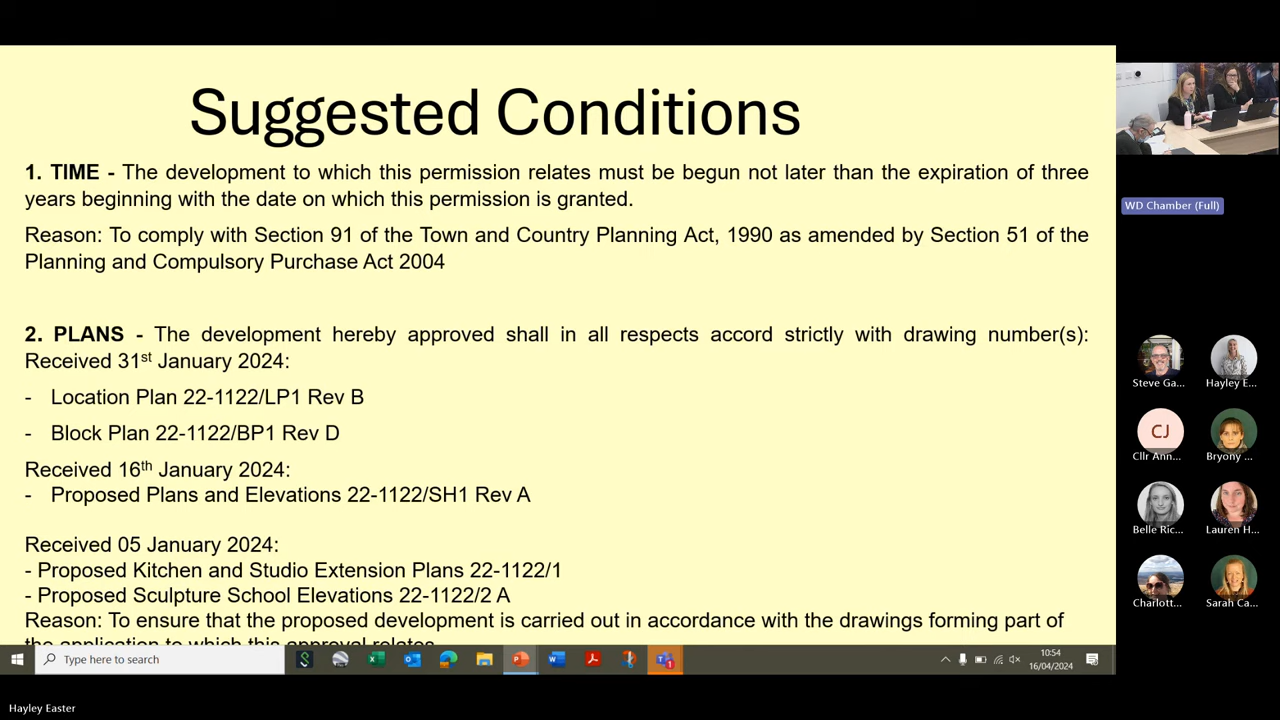 Suggested Conditions
1. TIME - The development to which this permission relates must be begun not later than the expiration of three
years beginning with the date on which this permission is granted.
Reason: To comply with Section 91 of the Town and Country Planning Act, 1990 as amended by Section 51 of the
Planning and Compulsory Purchase Act 2004
2. PLANS - The development hereby approved shall in all respects accord strictly with drawing number(s):
Received 31st January 2024:
- Location Plan 22-1122/LP1 Rev B
- Block Plan 22-1122/BP1 Rev D
Received 16th January 2024:
- Proposed Plans and Elevations 22-1122/SH1 Rev A
Received 05 January 2024:
- Proposed Kitchen and Studio Extension Plans 22-1122/1
- Proposed Sculpture School Elevations 22-1122/2 A
Reason: To ensure that the proposed development is carried out in accordance with the drawings forming part of
the application to which this approval relates.
WD Chamber (Full)
Steve Ga...
Hayley E...
CJ
Cllr Ann...
Bryony ...
Belle Ric...
Lauren H...
Charlott...
Sarah Ca...
Type here to search
10:54
16/04/2024
Hayley Easter